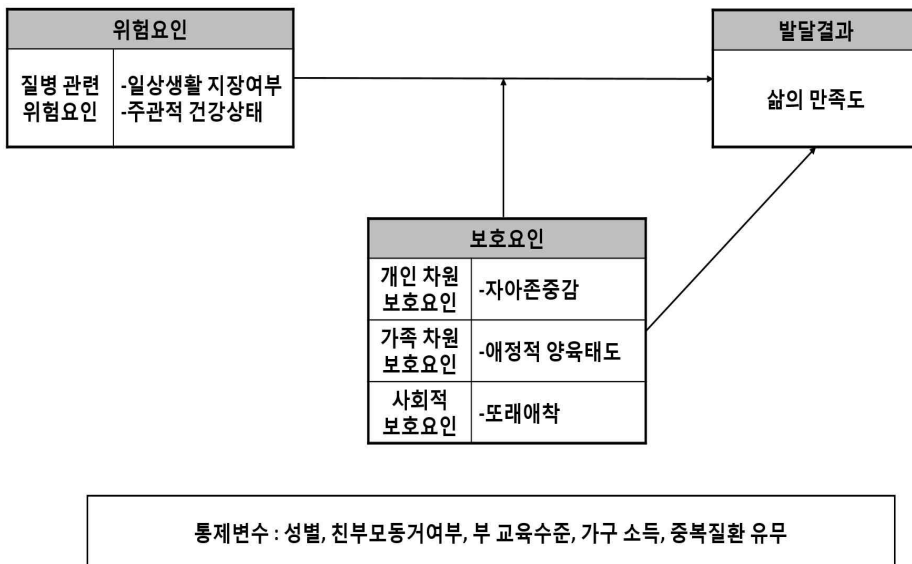 위험요인
질병 관련
위험요인
-일상생활 지장여부
-주관적 건강상태
발달결과
삶의 만족도
보호요인
개인 차원
보호요인
-자아존중감
가족 차원
보호요인
-애정적 양육태도
사회적
보호요인
-또래애착
통제변수 : 성별, 친부모동거여부, 부 교육수준, 가구 소득, 중복질환 유무